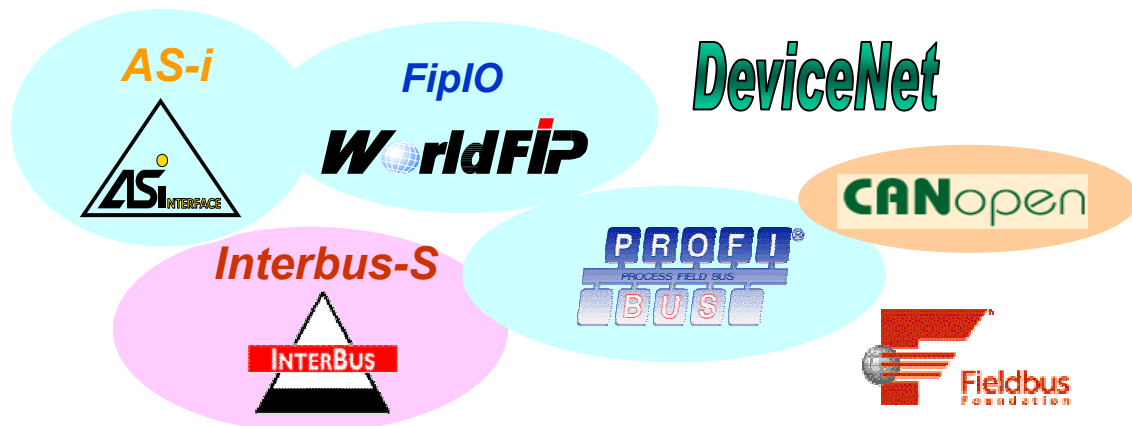 AS-i
ASi INTERFACE
FipIO
WorldFIP
DeviceNet
CANopen
Interbus-S
INTERBUS
PROFI®
PROCESS FIELD BUS
BUS
Fieldbus
Foundation